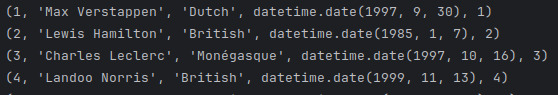 (1, 'Max Verstappen', 'Dutch', datetime.date(1997, 9, 30), 1)
(2, 'Lewis Hamilton', 'British', datetime.date(1985, 1, 7), 2)
(3, 'Charles Leclerc', 'Monégasque', datetime.date(1997, 10, 16), 3)
(4, 'Landoo Norris', 'British', datetime.date(1999, 11, 13), 4)